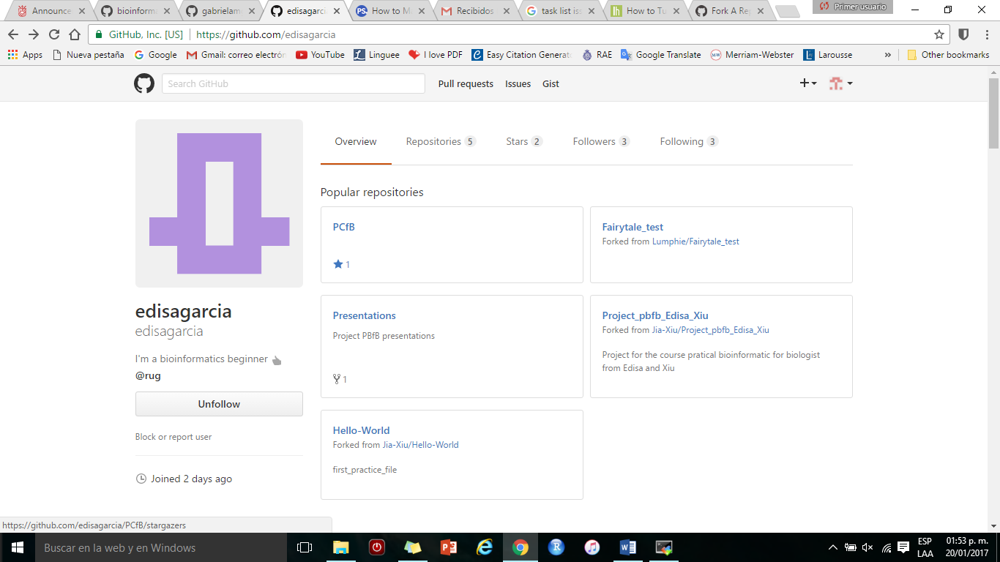 Announce
bioinform
gabrielam
edisagarci
How to M
Recibidos
task list iss
How to Tu
Fork A Re
Primer usuario
GitHub, Inc. [US] https://github.com/edisagarcia
Apps Nueva pestaña Google Gmail: correo electrón YouTube Linguee I love PDF Easy Citation Generat RAE Google Translate Merriam-Webster Larousse » Other bookmarks
Search GitHub Pull requests Issues Gist
Overview Repositories 5 Stars 2 Followers 3 Following 3
Popular repositories
PCfB
1
Fairytale_test
Forked from Lumphie/Fairytale_test
Presentations
Project PBfB presentations
1
Project_pbfb_Edisa_Xiu
Forked from Jia-Xiu/Project_pbfb_Edisa_Xiu
Project for the course pratical bioinformatic for biologist
from Edisa and Xiu
Hello-World
Forked from Jia-Xiu/Hello-World
first_practice_file
edisagarcia
edisagarcia
I'm a bioinformatics beginner
@rug
Unfollow
Block or report user
Joined 2 days ago
https://github.com/edisagarcia/PCfB/stargazers
Buscar en la web y en Windows
ESP
LAA
01:53 p. m.
20/01/2017